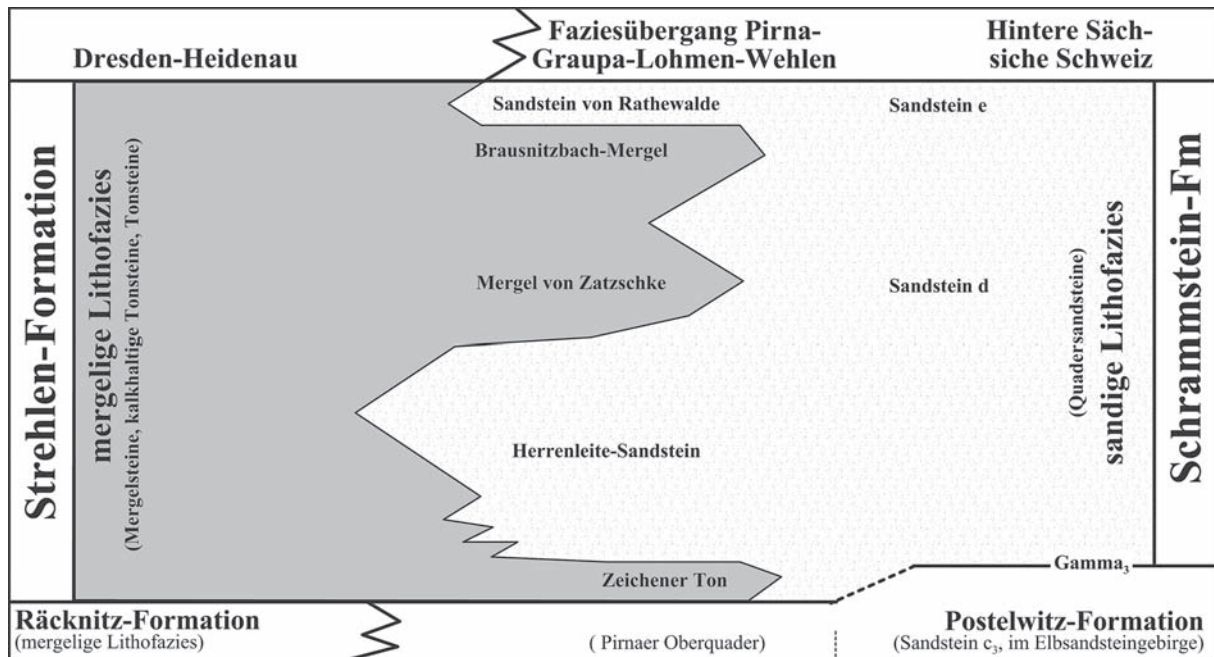 Dresden-Heidenau
Faziesübergang Pirna-
Graupa-Lohmen-Wehlen
Hintere Säch-
siche Schweiz
Strehlen-Formation
mergelige Lithofazies
(Mergelsteine, kalkhaltige Tonsteine, Tonsteine)
Sandstein von Rathewalde
Sandstein e
Brausnitzbach-Mergel
Mergel von Zatzschke
Sandstein d
Herrenleite-Sandstein
Zeichener Ton
Gamma₃
(Quadersandsteine)
sandige Lithofazies
Schrammstein-Fm
Räcknitz-Formation
(mergelige Lithofazies)
( Pirnaer Oberquader)
Postelwitz-Formation
(Sandstein c₃, im Elbsandsteingebirge)